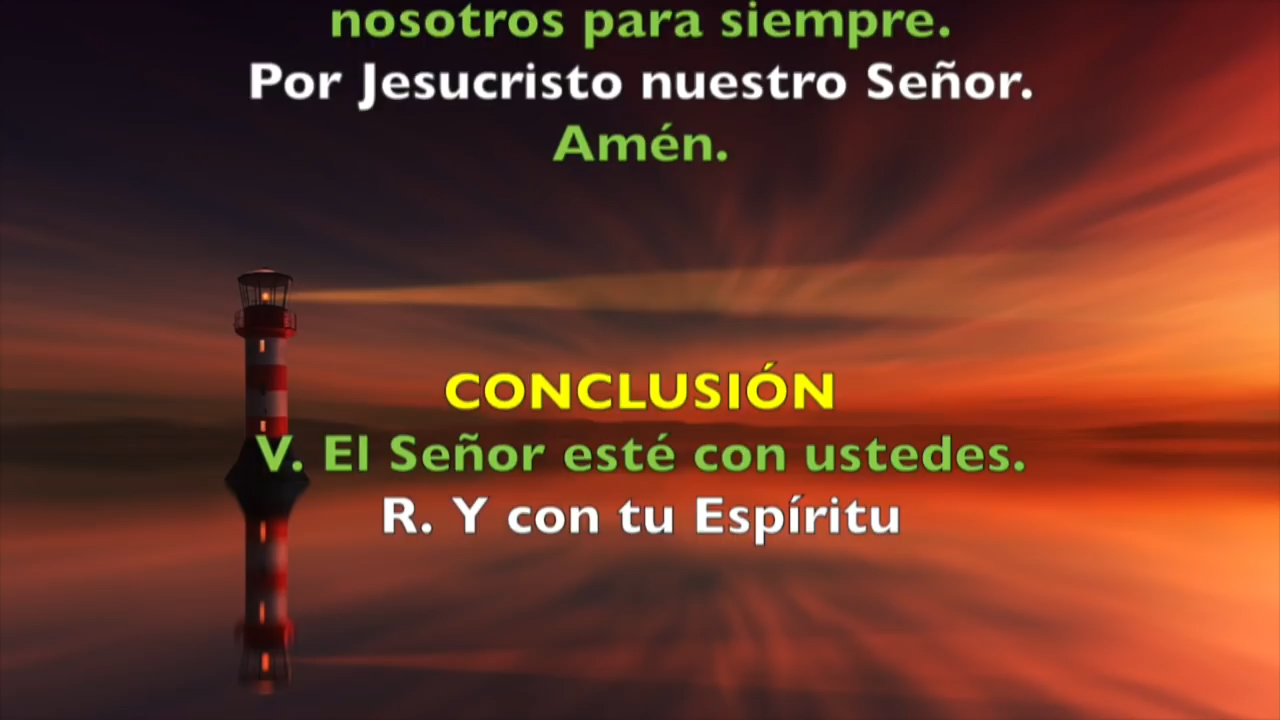 nosotros para siempre.
Por Jesucristo nuestro Señor.
Amén.
CONCLUSIÓN
V. El Señor esté con ustedes.
R. Y con tu Espíritu